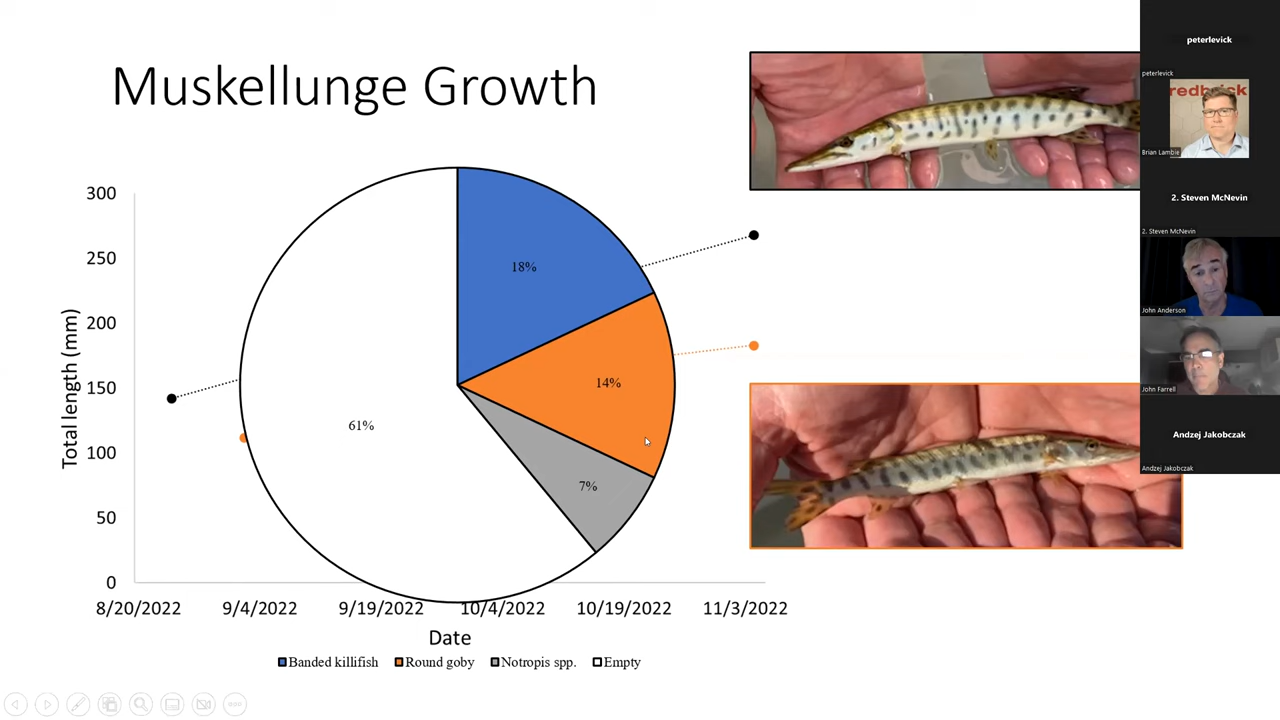 Muskellunge Growth
300
250
200
150
100
50
0
Total length (mm)
18%
14%
7%
61%
8/20/2022 9/4/2022 9/19/2022 10/4/2022 10/19/2022 11/3/2022
Date
Banded killifish Round goby Notropis spp. Empty
peterlevick
peterlevick
redbrick
Brian Lambie
2. Steven McNevin
2. Steven McNevin
John Anderson
John Farrell
Andzej Jakobczak
Andzej Jakobczak